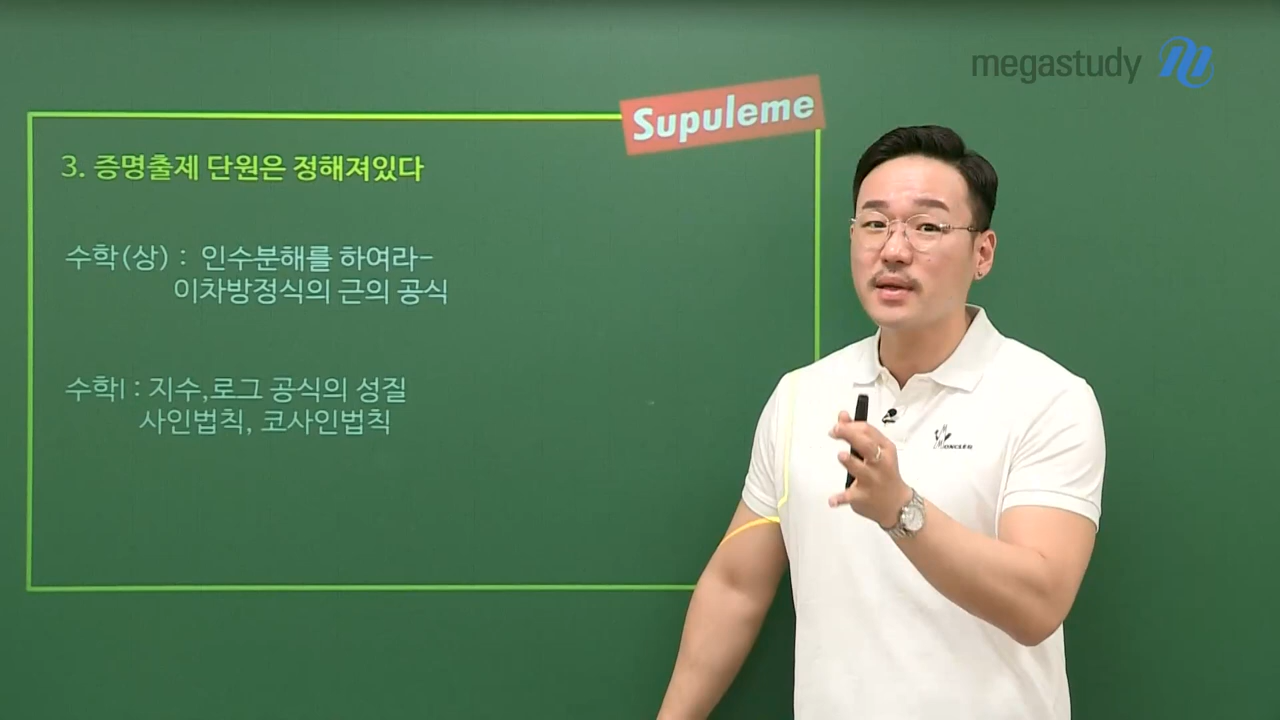 megastudy
Supuleme
3. 증명출제 단원은 정해져있다
수학(상) : 인수분해를 하여라-
이차방정식의 근의 공식
수학I : 지수,로그 공식의 성질
사인법칙, 코사인법칙